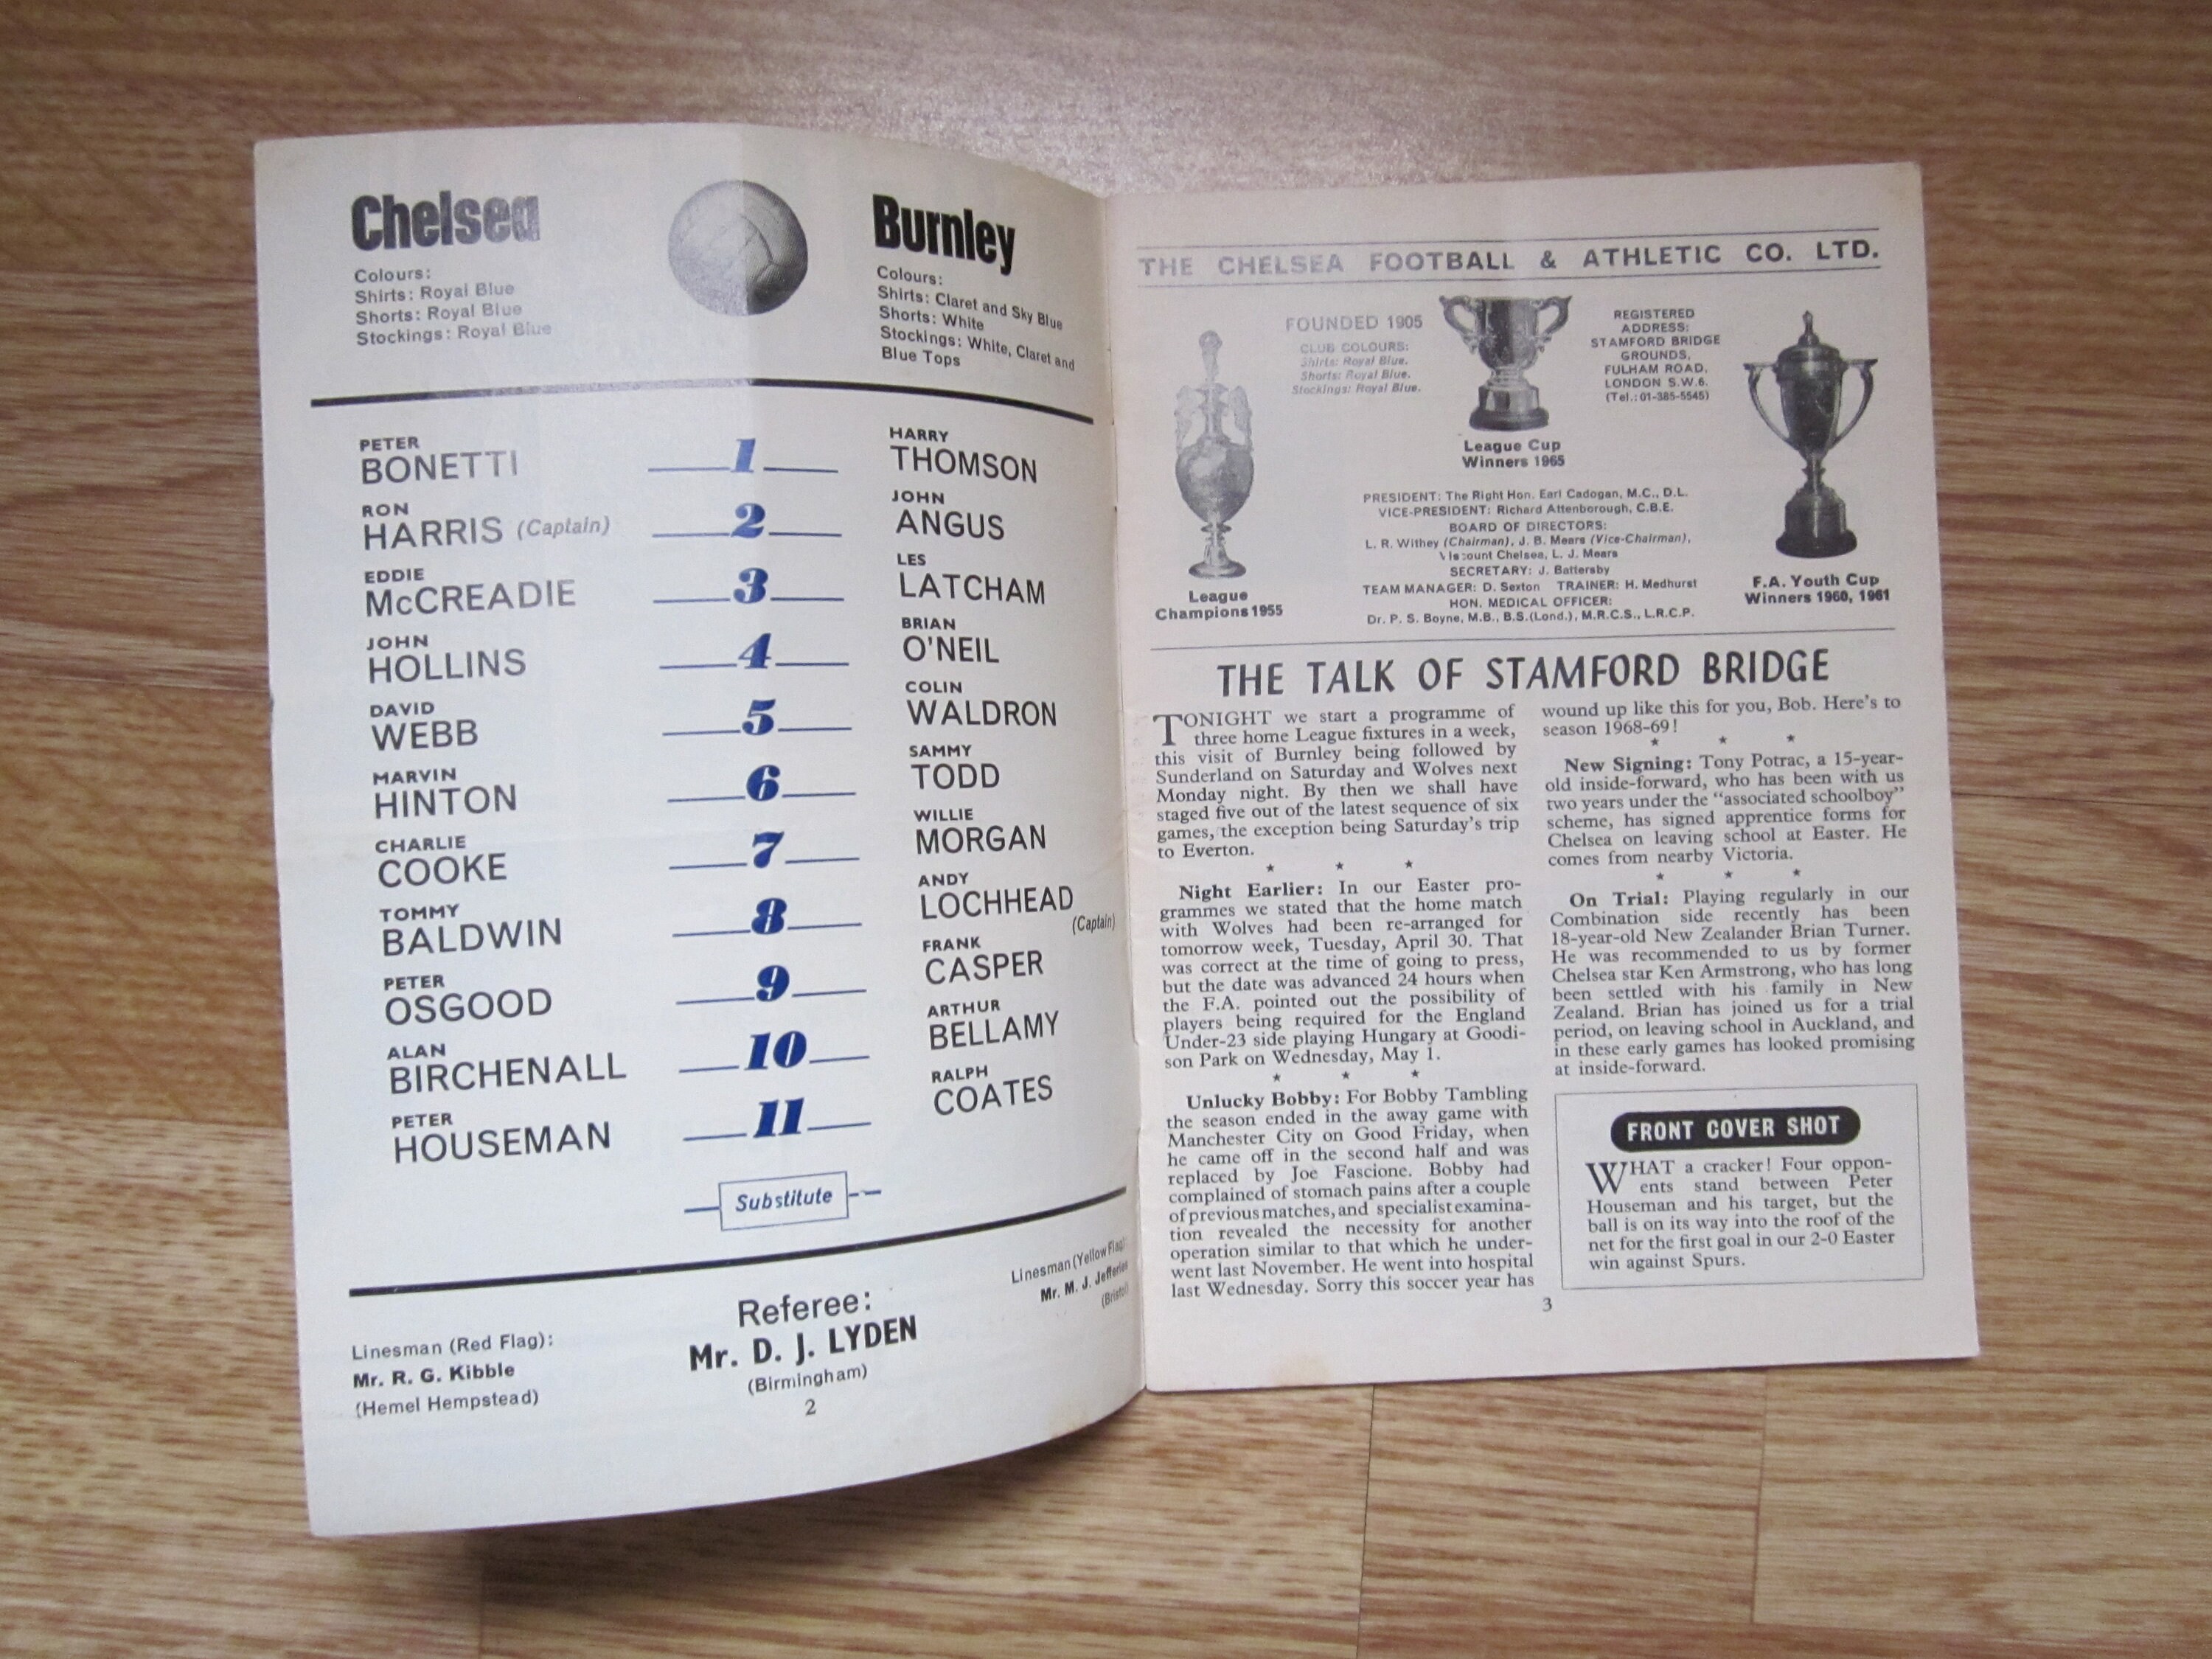 Chelsea
Colours:
Shirts: Royal Blue
Shorts: Royal Blue
Stockings: Royal Blue
Burnley
Colours:
Shirts: Claret and Sky Blue
Shorts: White
Stockings: White, Claret and
Blue Tops
PETER
BONETTI
1
HARRY
THOMSON
RON
HARRIS (Captain)
2
JOHN
ANGUS
EDDIE
McCREADIE
3
LES
LATCHAM
JOHN
HOLLINS
4
BRIAN
O'NEIL
DAVID
WEBB
5
COLIN
WALDRON
MARVIN
HINTON
6
SAMMY
TODD
CHARLIE
COOKE
7
WILLIE
MORGAN
TOMMY
BALDWIN
8
ANDY
LOCHHEAD
(Captain)
PETER
OSGOOD
9
FRANK
CASPER
ALAN
BIRCHENALL
10
ARTHUR
BELLAMY
PETER
HOUSEMAN
11
RALPH
COATES
Substitute
Linesman (Red Flag):
Mr. R. G. Kibble
(Hemel Hempstead)
Referee:
Mr. D. J. LYDEN
(Birmingham)
Linesman (Yellow Flag):
Mr. M. J. Jefferies
(Bristol)
2
THE CHELSEA FOOTBALL & ATHLETIC CO. LTD.
FOUNDED 1905
CLUB COLOURS:
Shirts: Royal Blue.
Shorts: Royal Blue.
Stockings: Royal Blue.
REGISTERED
ADDRESS:
STAMFORD BRIDGE
GROUNDS,
FULHAM ROAD,
LONDON S.W.6.
(Tel.: 01-385-5545)
League Cup
Winners 1965
League
Champions 1955
F.A. Youth Cup
Winners 1960, 1961
PRESIDENT: The Right Hon. Earl Cadogan, M.C., D.L.
VICE-PRESIDENT: Richard Attenborough, C.B.E.
BOARD OF DIRECTORS:
L. R. Withey (Chairman), J. B. Mears (Vice-Chairman),
Viscount Chelsea, L. J. Mears
SECRETARY: J. Battersby
TEAM MANAGER: D. Sexton TRAINER: H. Medhurst
HON. MEDICAL OFFICER:
Dr. P. S. Boyne, M.B., B.S.(Lond.), M.R.C.S., L.R.C.P.
THE TALK OF STAMFORD BRIDGE
TONIGHT we start a programme of
three home League fixtures in a week,
this visit of Burnley being followed by
Sunderland on Saturday and Wolves next
Monday night. By then we shall have
staged five out of the latest sequence of six
games, the exception being Saturday's trip
to Everton.
* * *
Night Earlier: In our Easter pro-
grammes we stated that the home match
with Wolves had been re-arranged for
tomorrow week, Tuesday, April 30. That
was correct at the time of going to press,
but the date was advanced 24 hours when
the F.A. pointed out the possibility of
players being required for the England
Under-23 side playing Hungary at Goodi-
son Park on Wednesday, May 1.
* * *
Unlucky Bobby: For Bobby Tambling
the season ended in the away game with
Manchester City on Good Friday, when
he came off in the second half and was
replaced by Joe Fascione. Bobby had
complained of stomach pains after a couple
of previous matches, and specialist examina-
tion revealed the necessity for another
operation similar to that which he under-
went last November. He went into hospital
last Wednesday. Sorry this soccer year has
wound up like this for you, Bob. Here's to
season 1968-69!
* * *
New Signing: Tony Potrac, a 15-year-
old inside-forward, who has been with us
two years under the "associated schoolboy"
scheme, has signed apprentice forms for
Chelsea on leaving school at Easter. He
comes from nearby Victoria.
* * *
On Trial: Playing regularly in our
Combination side recently has been
18-year-old New Zealander Brian Turner.
He was recommended to us by former
Chelsea star Ken Armstrong, who has long
been settled with his family in New
Zealand. Brian has joined us for a trial
period, on leaving school in Auckland, and
in these early games has looked promising
at inside-forward.
FRONT COVER SHOT
WHAT a cracker! Four oppon-
ents stand between Peter
Houseman and his target, but the
ball is on its way into the roof of the
net for the first goal in our 2-0 Easter
win against Spurs.
3